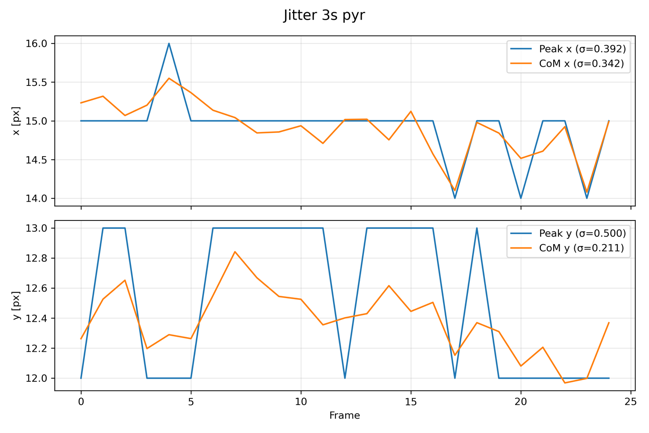 Jitter 3s pyr
16.0
15.5
15.0
14.5
14.0
x [px]
Peak x (σ=0.392)
CoM x (σ=0.342)
13.0
12.8
12.6
12.4
12.2
12.0
y [px]
Peak y (σ=0.500)
CoM y (σ=0.211)
0 5 10 15 20 25
Frame